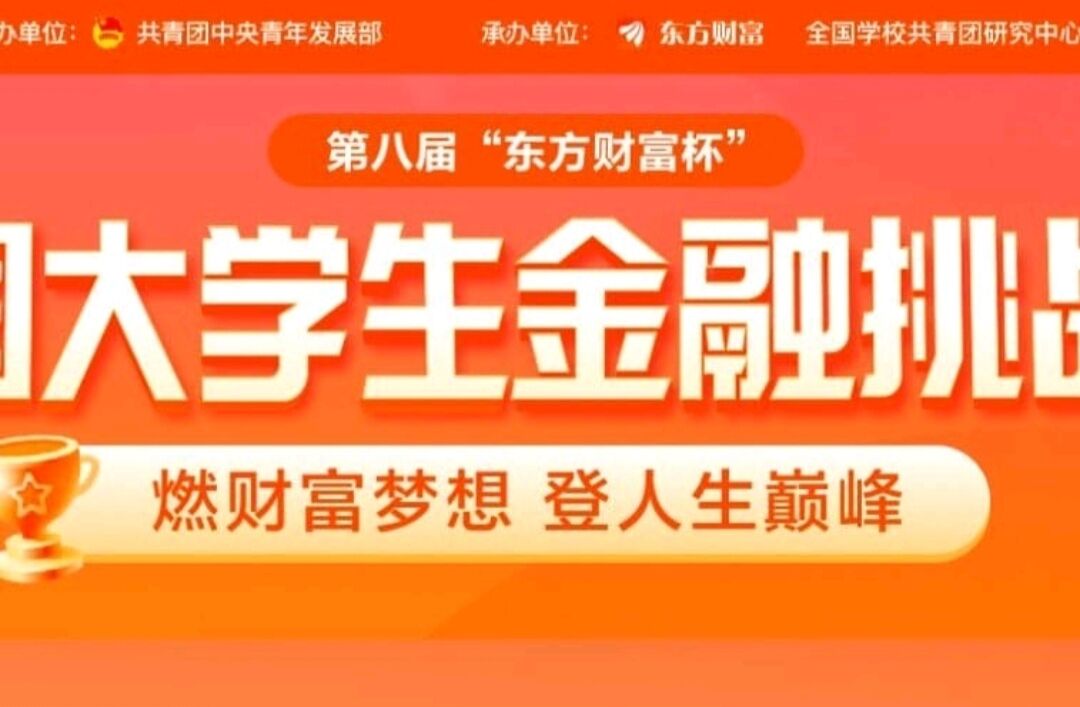 办单位：共青团中央青年发展部 承办单位：东方财富 全国学校共青团研究中心
第八届“东方财富杯”
国大学生金融挑战
燃财富梦想 登人生巅峰